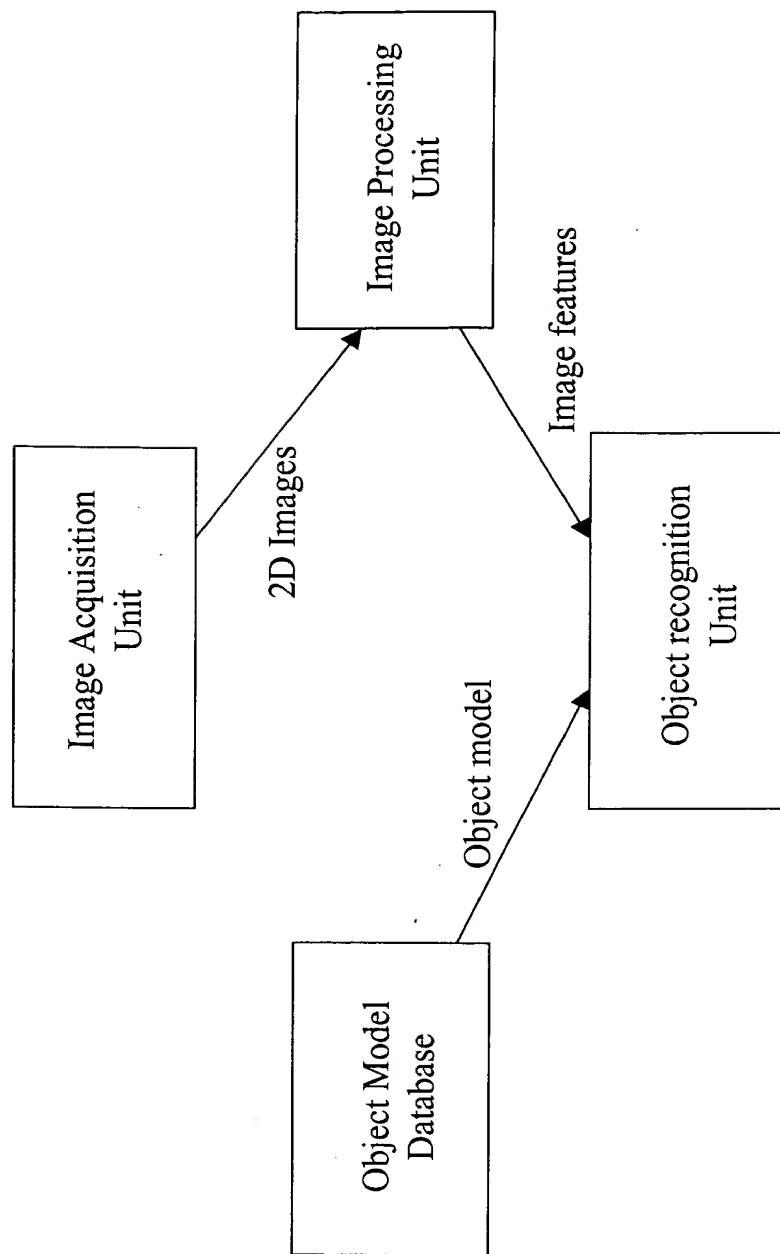 Image Acquisition
Unit
2D Images
Image Processing
Unit
Image features
Object Model
Database
Object model
Object recognition
Unit